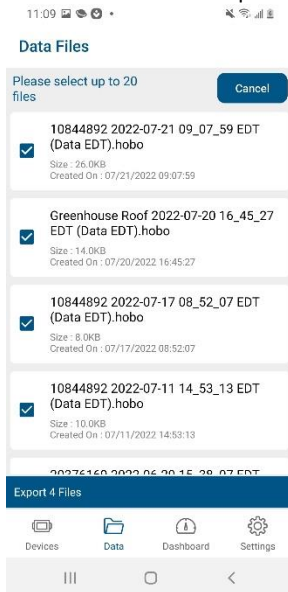 11:09
Data Files
Please select up to 20
files
Cancel
10844892 2022-07-21 09_07_59 EDT
(Data EDT).hobo
Size : 26.0KB
Created On : 07/21/2022 09:07:59
Greenhouse Roof 2022-07-20 16_45_27
EDT (Data EDT).hobo
Size : 14.0KB
Created On : 07/20/2022 16:45:27
10844892 2022-07-17 08_52_07 EDT
(Data EDT).hobo
Size : 8.0KB
Created On : 07/17/2022 08:52:07
10844892 2022-07-11 14_53_13 EDT
(Data EDT).hobo
Size : 10.0KB
Created On : 07/11/2022 14:53:13
2022-06-20 EDT
Export 4 Files
Devices Data Dashboard Settings